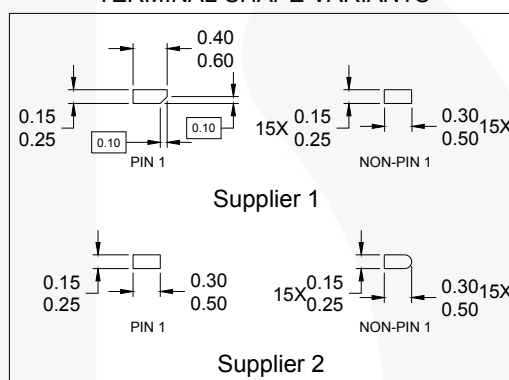 TERMINAL SHAPE VARIANTS
0.40
0.60
0.15
0.25
0.10
0.10
PIN 1
15X 0.15
0.25
0.30
0.50 15X
NON-PIN 1
Supplier 1
0.15
0.25
0.30
0.50
PIN 1
15X 0.15
0.25
0.30 15X
0.50
NON-PIN 1
Supplier 2